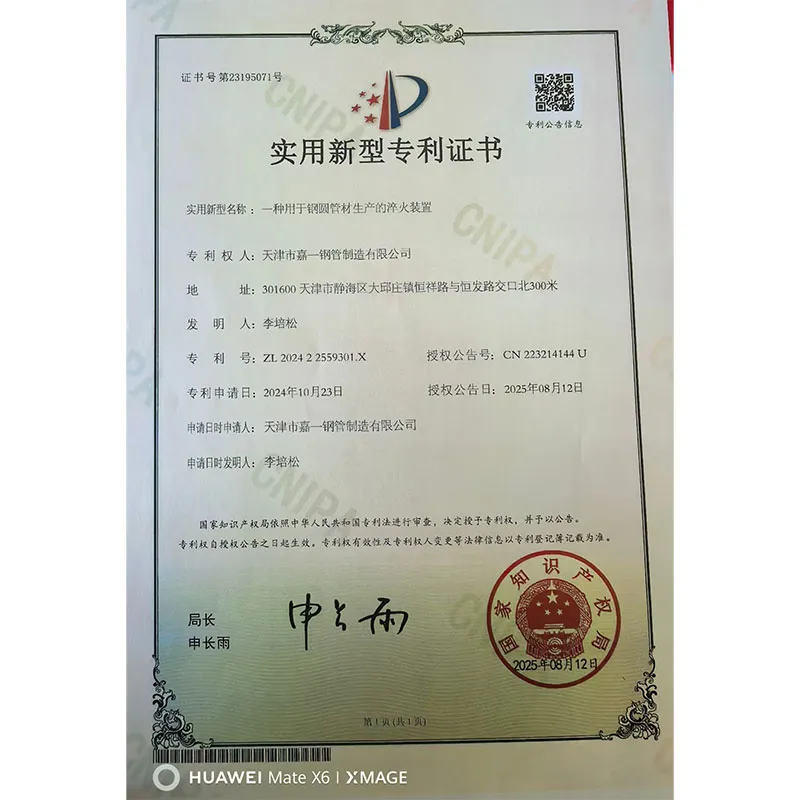 证书号第23195071号
专利公告信息
实用新型专利证书
实用新型名称：一种用于钢圆管材生产的淬火装置
专利权人：天津市嘉一钢管制造有限公司
地址：301600 天津市静海区大邱庄镇恒祥路与恒发路交口北300米
发明人：李培松
专利号：ZL 2024 2 2559301.X 授权公告号：CN 223214144 U
专利申请日：2024年10月23日 授权公告日：2025年08月12日
申请日时申请人：天津市嘉一钢管制造有限公司
申请日时发明人：李培松
国家知识产权局依照中华人民共和国专利法进行审查，决定授予专利权，并予以公告。
专利权自授权公告之日起生效。专利权有效性及专利权人变更等法律信息以专利登记簿记载为准。
局长
申长雨
申长雨
国家知识产权局
2025年08月12日
第1页(共1页)
CNIPA
CNIPA
CNIPA
CNIPA
HUAWEI Mate X6 | XMAGE